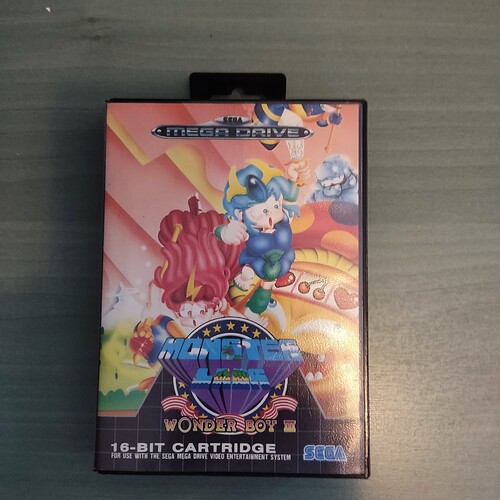 SEGA
MEGA DRIVE
MONSTER
LAIR
WONDER BOY III
16-BIT CARTRIDGE
FOR USE WITH THE SEGA MEGA DRIVE VIDEO ENTERTAINMENT SYSTEM
SEGA